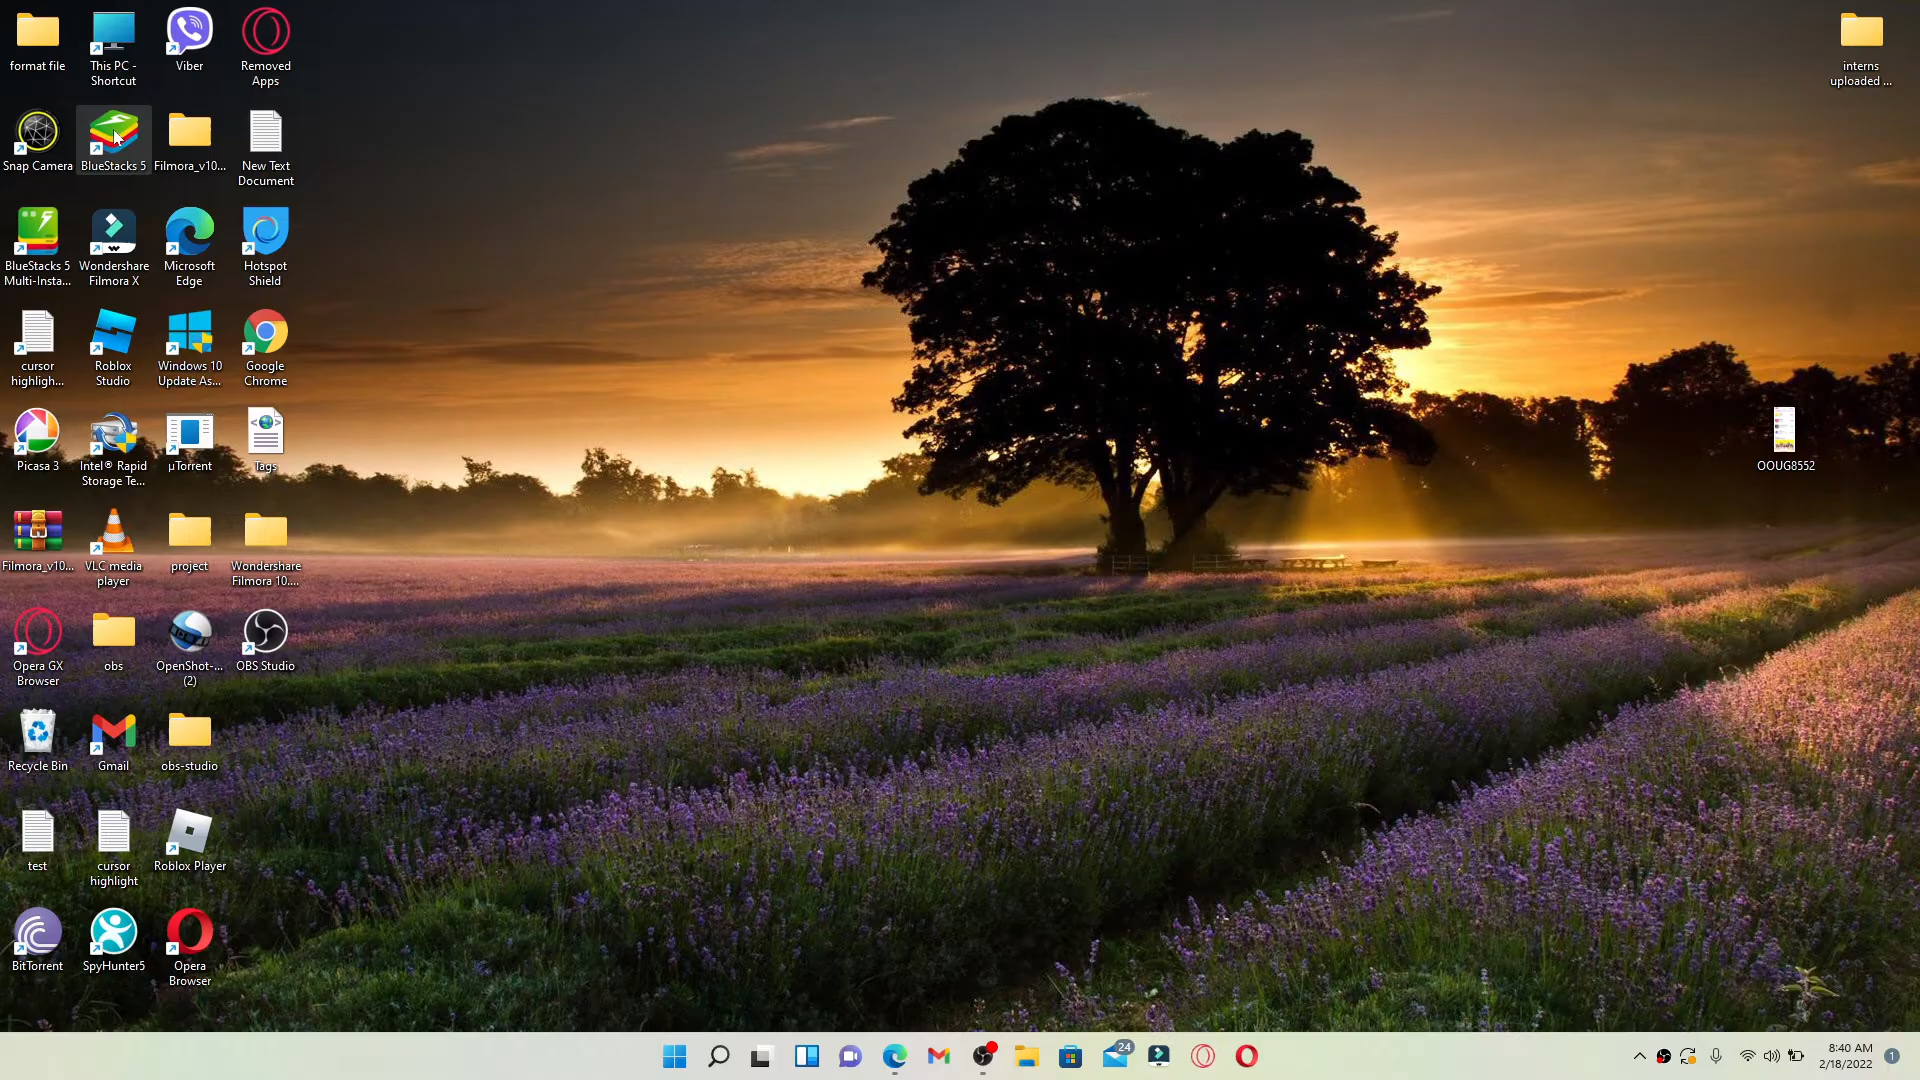 format file
This PC -
Shortcut
Viber
Removed
Apps
interns
uploaded ...
Snap Camera
BlueStacks 5
Filmora_v10...
New Text
Document
BlueStacks 5
Multi-Insta...
Wondershare
Filmora X
Microsoft
Edge
Hotspot
Shield
cursor
highligh...
Roblox
Studio
Windows 10
Update As...
Google
Chrome
Picasa 3
Intel® Rapid
Storage Te...
µTorrent
Tags
OOUG8552
Filmora_v10...
VLC media
player
project
Wondershare
Filmora 10....
Opera GX
Browser
obs
OpenShot-...
(2)
OBS Studio
Recycle Bin
Gmail
obs-studio
test
cursor
highlight
Roblox Player
BitTorrent
SpyHunter5
Opera
Browser
24
8:40 AM
2/18/2022
1